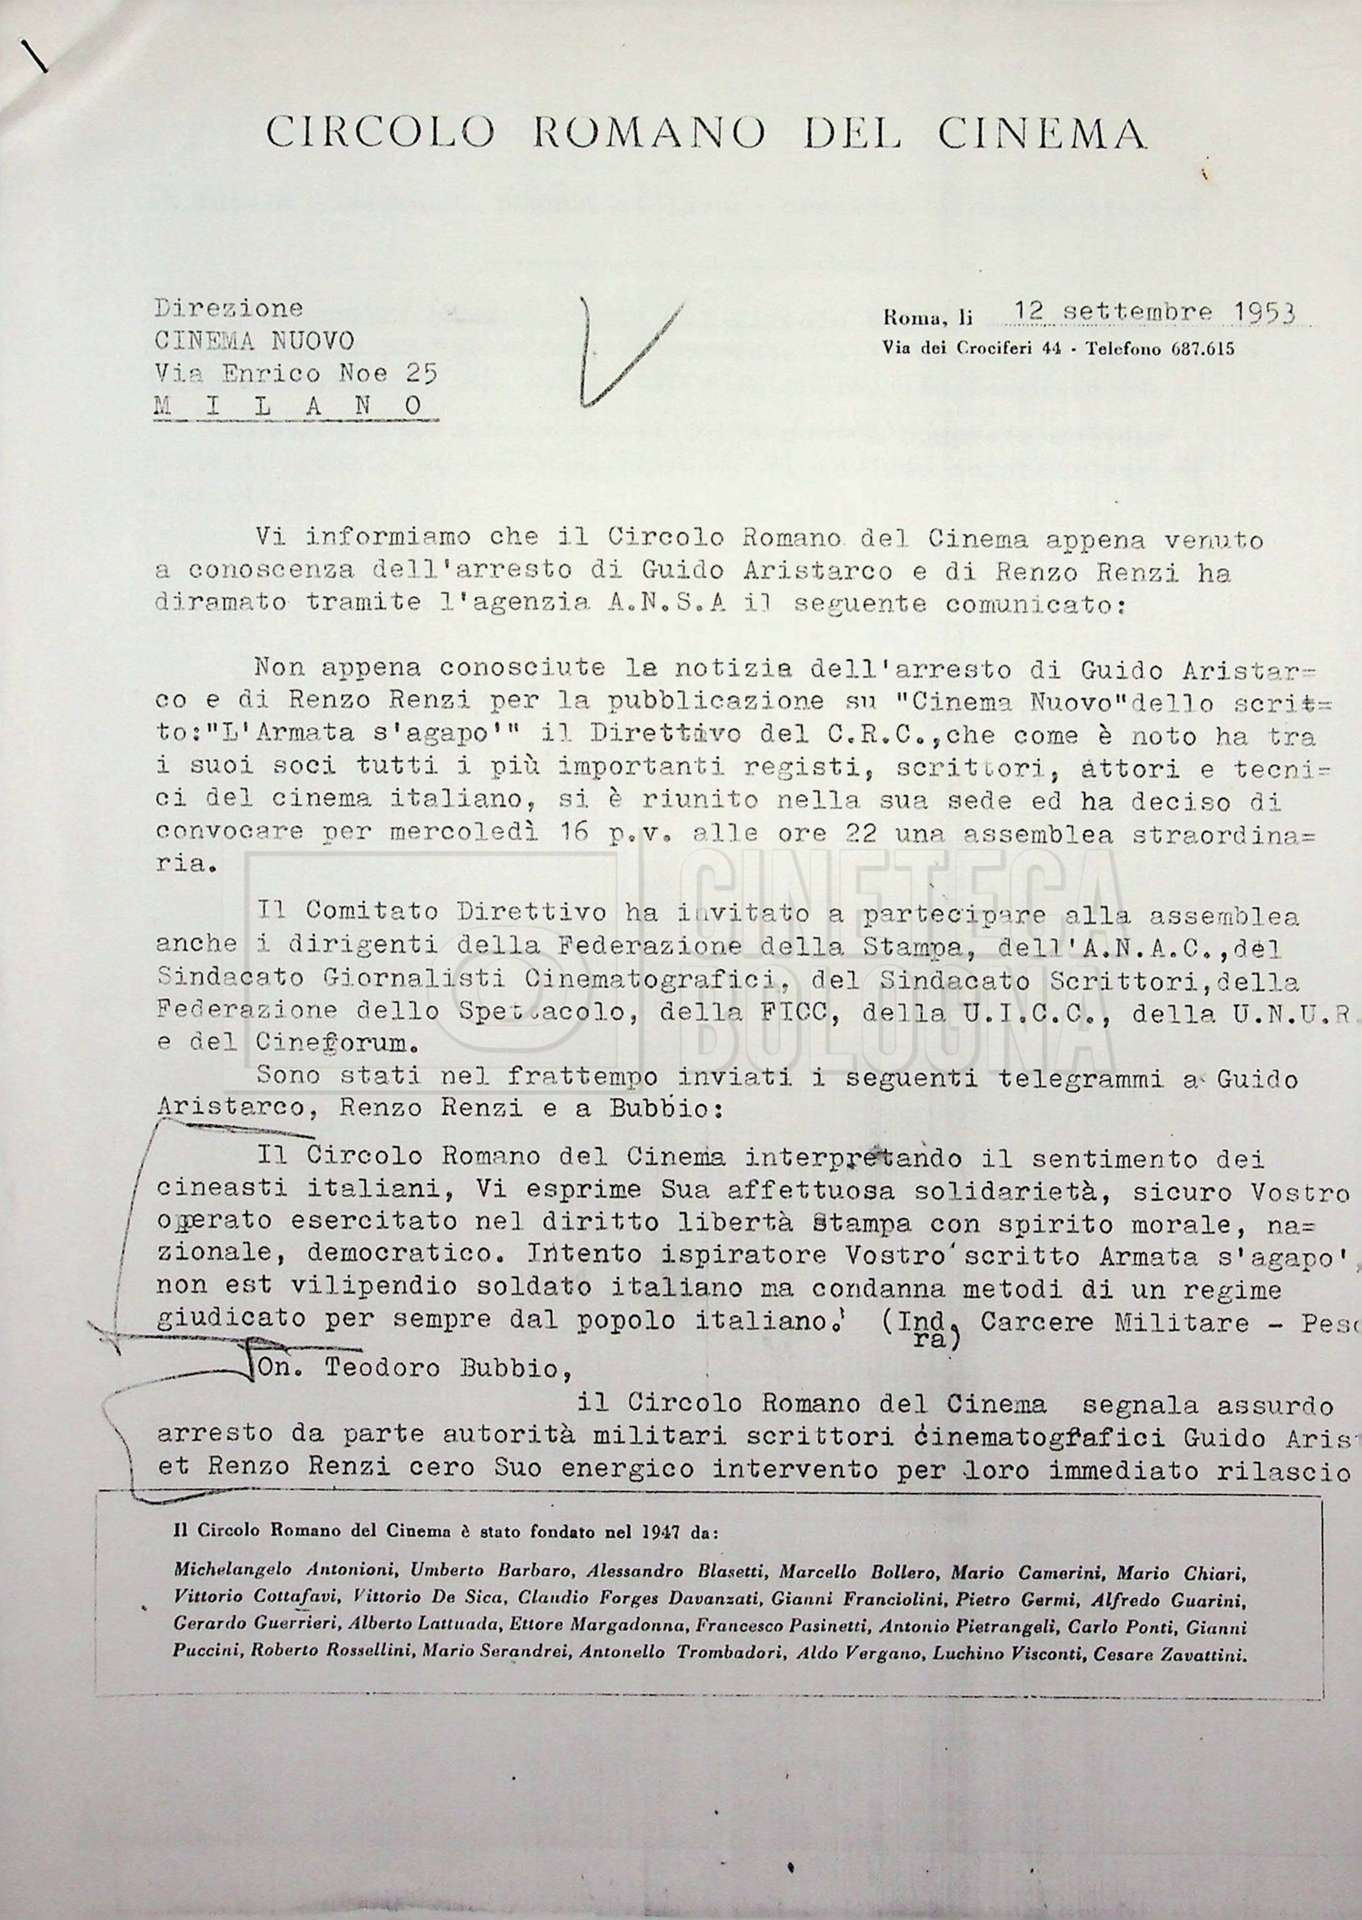 CIRCOLO ROMANO DEL CINEMA
Direzione
CINEMA NUOVO
Via Enrico Noe 25
M I L A N O
Roma, li 12 settembre 1953
Via dei Crociferi 44 - Telefono 687.615
Vi informiamo che il Circolo Romano del Cinema appena venuto
a conoscenza dell'arresto di Guido Aristarco e di Renzo Renzi ha
diramato tramite l'agenzia A.N.S.A il seguente comunicato:
Non appena conosciute la notizia dell'arresto di Guido Aristar=
co e di Renzo Renzi per la pubblicazione su "Cinema Nuovo"dello scrit=
to:"L'Armata s'agapo'" il Direttivo del C.R.C.,che come è noto ha tra
i suoi soci tutti i più importanti registi, scrittori, attori e tecni=
ci del cinema italiano, si è riunito nella sua sede ed ha deciso di
convocare per mercoledì 16 p.v. alle ore 22 una assemblea straordina=
ria.
Il Comitato Direttivo ha invitato a partecipare alla assemblea
anche i dirigenti della Federazione della Stampa, dell'A.N.A.C.,del
Sindacato Giornalisti Cinematografici, del Sindacato Scrittori,della
Federazione dello Spettacolo, della FICC, della U.I.C.C., della U.N.U.R.
e del Cineforum.
Sono stati nel frattempo inviati i seguenti telegrammi a Guido
Aristarco, Renzo Renzi e a Bubbio:
Il Circolo Romano del Cinema interpretando il sentimento dei
cineasti italiani, Vi esprime Sua affettuosa solidarietà, sicuro Vostro
operato esercitato nel diritto libertà Stampa con spirito morale, na=
zionale, democratico. Intento ispiratore Vostro scritto Armata s'agapo',
non est vilipendio soldato italiano ma condanna metodi di un regime
giudicato per sempre dal popolo italiano. (Ind. Carcere Militare - Pesc
ra)
On. Teodoro Bubbio,
il Circolo Romano del Cinema segnala assurdo
arresto da parte autorità militari scrittori cinematografici Guido Arist
et Renzo Renzi cero Suo energico intervento per loro immediato rilascio
Il Circolo Romano del Cinema è stato fondato nel 1947 da:
Michelangelo Antonioni, Umberto Barbaro, Alessandro Blasetti, Marcello Bollero, Mario Camerini, Mario Chiari,
Vittorio Cottafavi, Vittorio De Sica, Claudio Forges Davanzati, Gianni Franciolini, Pietro Germi, Alfredo Guarini,
Gerardo Guerrieri, Alberto Lattuada, Ettore Margadonna, Francesco Pasinetti, Antonio Pietrangeli, Carlo Ponti, Gianni
Puccini, Roberto Rossellini, Mario Serandrei, Antonello Trombadori, Aldo Vergano, Luchino Visconti, Cesare Zavattini.
CINETECA
BOLOGNA